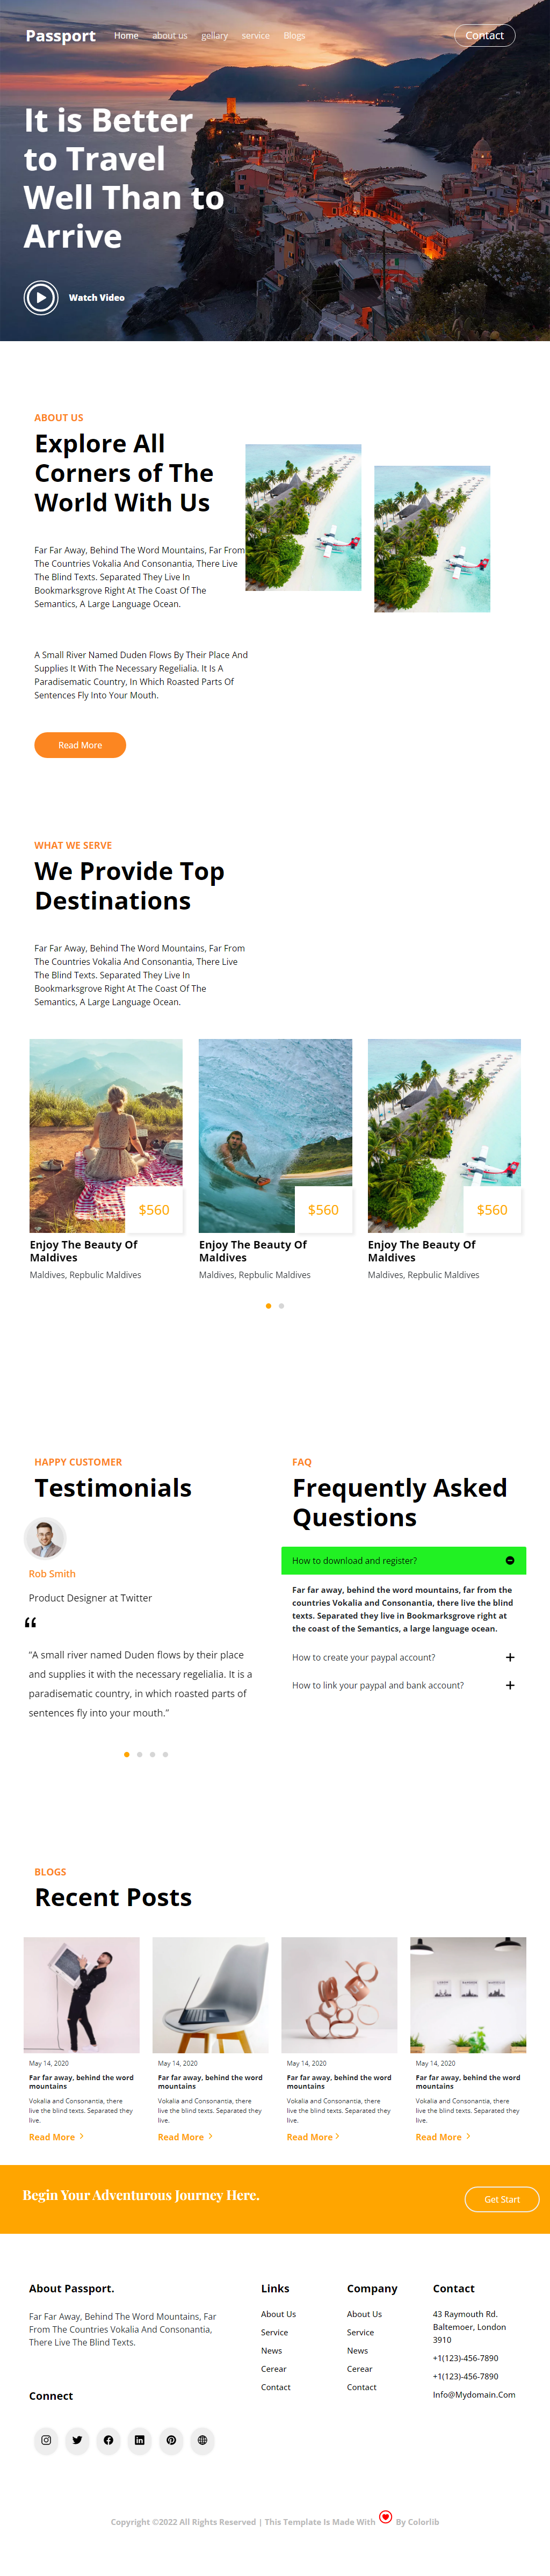 Passport Home about us gellary service Blogs Contact
It is Better
to Travel
Well Than to
Arrive
Watch Video
ABOUT US
Explore All
Corners of The
World With Us
Far Far Away, Behind The Word Mountains, Far From
The Countries Vokalia And Consonantia, There Live
The Blind Texts. Separated They Live In
Bookmarksgrove Right At The Coast Of The
Semantics, A Large Language Ocean.
A Small River Named Duden Flows By Their Place And
Supplies It With The Necessary Regelialia. It Is A
Paradisematic Country, In Which Roasted Parts Of
Sentences Fly Into Your Mouth.
Read More
WHAT WE SERVE
We Provide Top
Destinations
Far Far Away, Behind The Word Mountains, Far From
The Countries Vokalia And Consonantia, There Live
The Blind Texts. Separated They Live In
Bookmarksgrove Right At The Coast Of The
Semantics, A Large Language Ocean.
$560
Enjoy The Beauty Of
Maldives
Maldives, Repbulic Maldives
$560
Enjoy The Beauty Of
Maldives
Maldives, Repbulic Maldives
$560
Enjoy The Beauty Of
Maldives
Maldives, Repbulic Maldives
HAPPY CUSTOMER
Testimonials
Rob Smith
Product Designer at Twitter
“
“A small river named Duden flows by their place
and supplies it with the necessary regelialia. It is a
paradisematic country, in which roasted parts of
sentences fly into your mouth.”
FAQ
Frequently Asked
Questions
How to download and register?
Far far away, behind the word mountains, far from the
countries Vokalia and Consonantia, there live the blind
texts. Separated they live in Bookmarksgrove right at
the coast of the Semantics, a large language ocean.
How to create your paypal account?
How to link your paypal and bank account?
BLOGS
Recent Posts
May 14, 2020
Far far away, behind the word
mountains
Vokalia and Consonantia, there
live the blind texts. Separated they
live.
Read More
May 14, 2020
Far far away, behind the word
mountains
Vokalia and Consonantia, there
live the blind texts. Separated they
live.
Read More
May 14, 2020
Far far away, behind the word
mountains
Vokalia and Consonantia, there
live the blind texts. Separated they
live.
Read More
May 14, 2020
Far far away, behind the word
mountains
Vokalia and Consonantia, there
live the blind texts. Separated they
live.
Read More
Begin Your Adventurous Journey Here.
Get Start
About Passport.
Far Far Away, Behind The Word Mountains, Far
From The Countries Vokalia And Consonantia,
There Live The Blind Texts.
Connect
Links
About Us
Service
News
Cerear
Contact
Company
About Us
Service
News
Cerear
Contact
Contact
43 Raymouth Rd.
Baltemoer, London
3910
+1(123)-456-7890
+1(123)-456-7890
Info@Mydomain.Com
Copyright ©2022 All Rights Reserved | This Template Is Made With By Colorlib